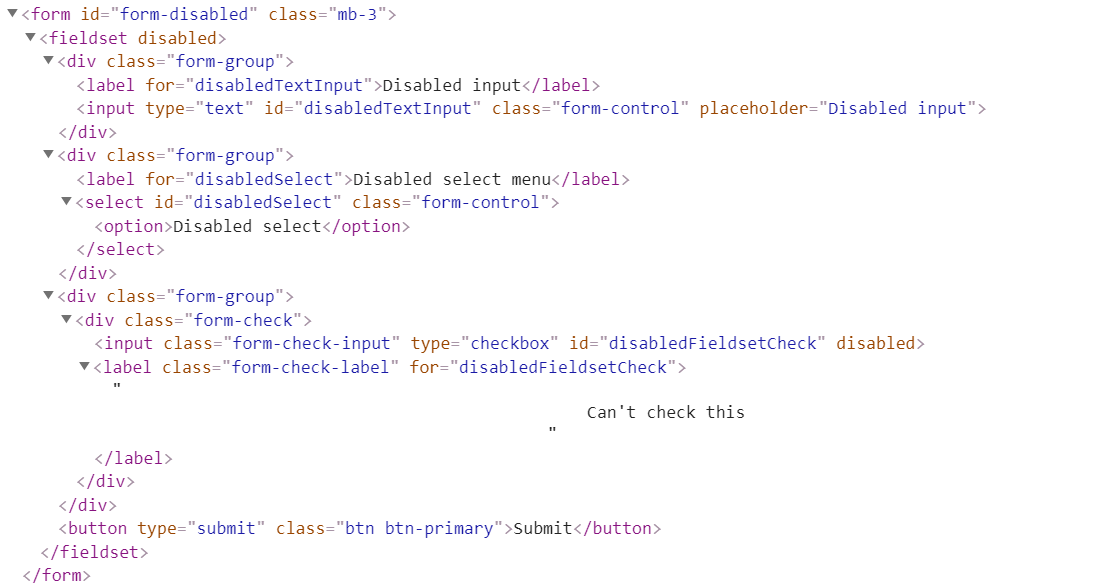 <form id="form-disabled" class="mb-3">
<fieldset disabled>
<div class="form-group">
<label for="disabledTextInput">Disabled input</label>
<input type="text" id="disabledTextInput" class="form-control" placeholder="Disabled input">
</div>
<div class="form-group">
<label for="disabledSelect">Disabled select menu</label>
<select id="disabledSelect" class="form-control">
<option>Disabled select</option>
</select>
</div>
<div class="form-group">
<div class="form-check">
<input class="form-check-input" type="checkbox" id="disabledFieldsetCheck" disabled>
<label class="form-check-label" for="disabledFieldsetCheck">
"
Can't check this
"
</label>
</div>
</div>
<button type="submit" class="btn btn-primary">Submit</button>
</fieldset>
</form>